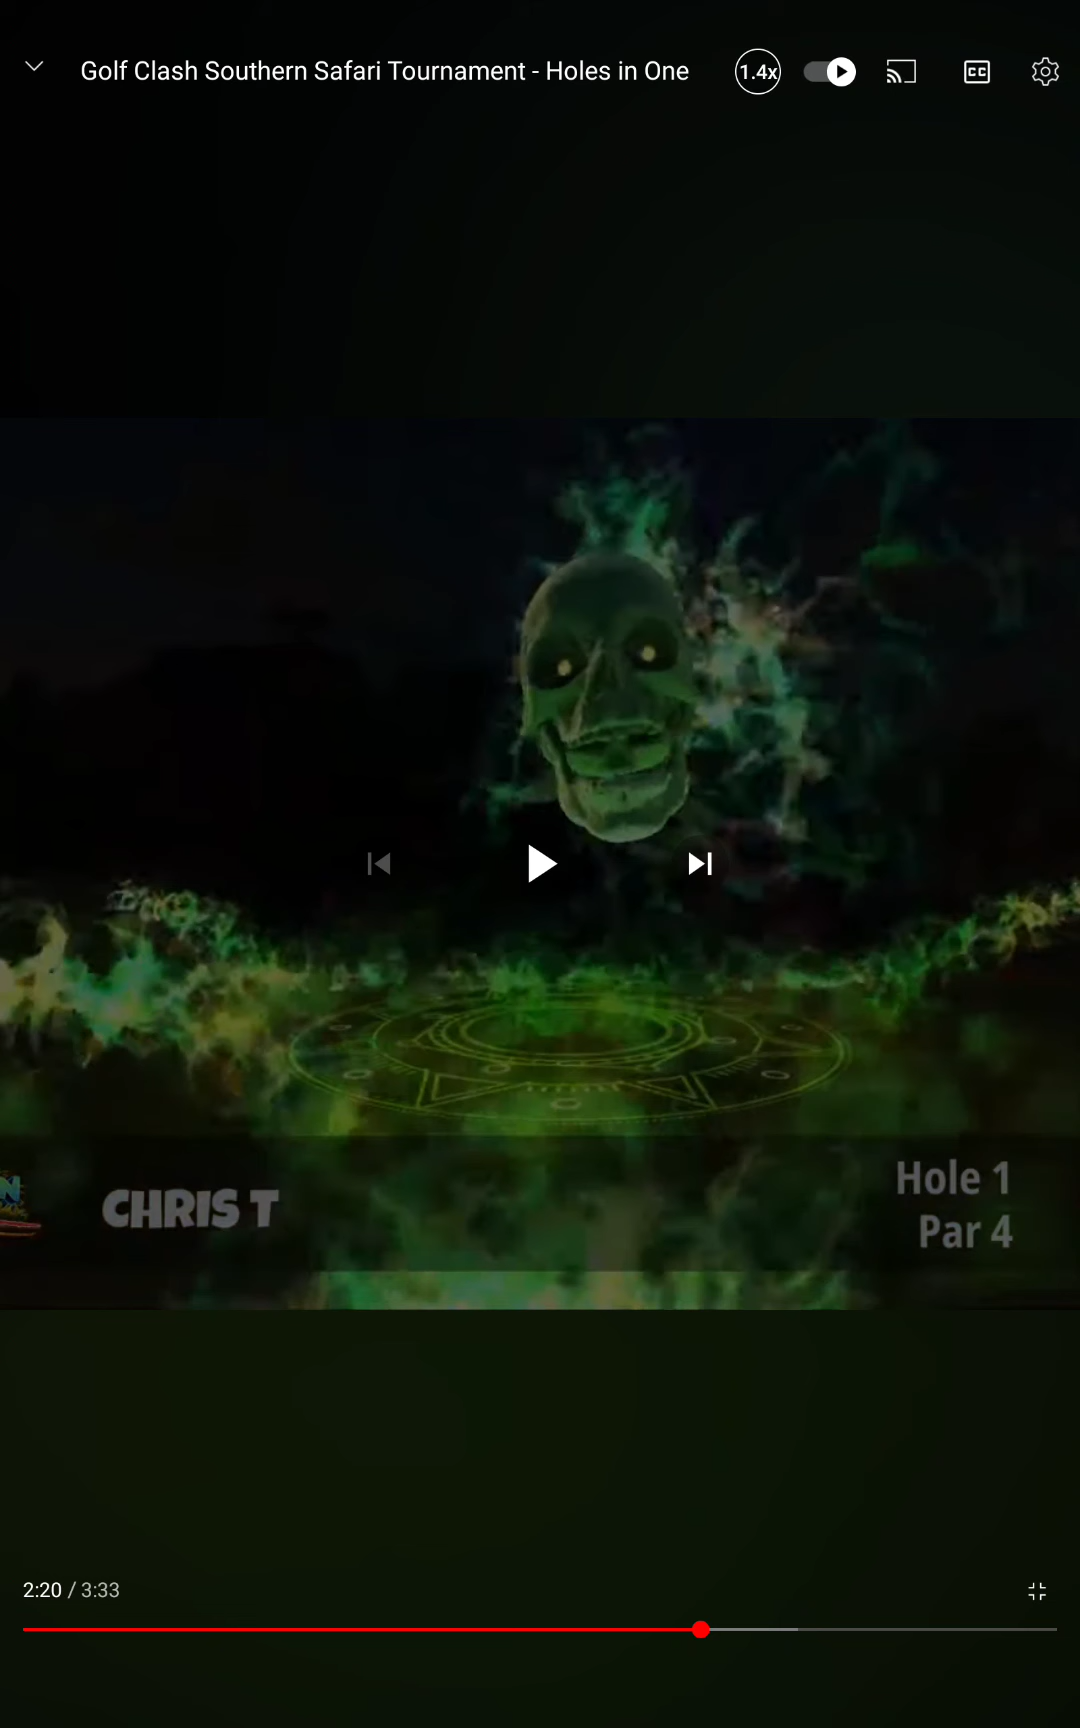 Golf Clash Southern Safari Tournament - Holes in One
1.4x
CC
CHRIS T
Hole 1
Par 4
2:20 / 3:33